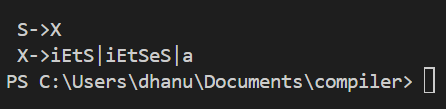 S->X
X->iEtS|iEtSeS|a
PS C:\Users\dhanu\Documents\compiler>